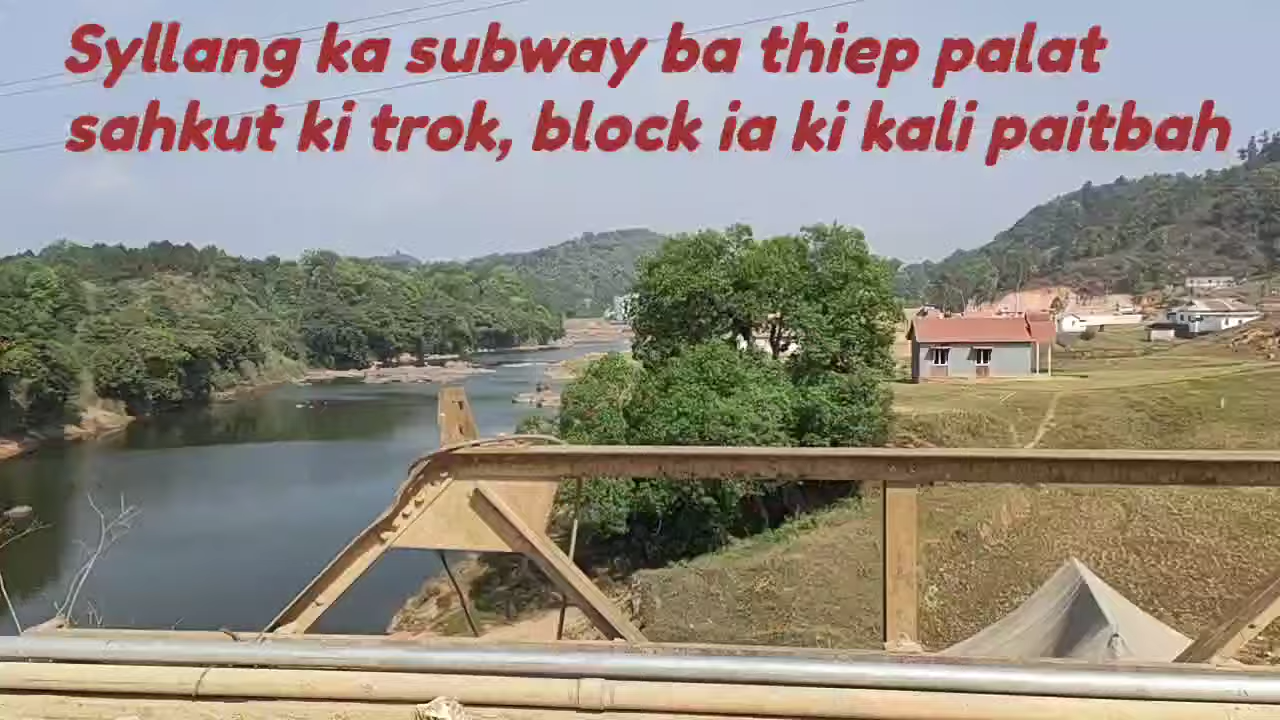 Syllang ka subway ba thiep palat
sahkut ki trok, block ia ki kali paitbah